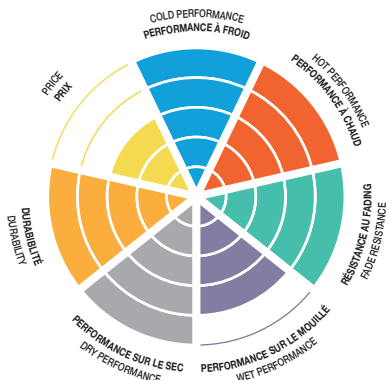 COLD PERFORMANCE
PERFORMANCE À FROID
HOT PERFORMANCE
PERFORMANCE À CHAUD
RÉSISTANCE AU FADING
FADE RESISTANCE
PERFORMANCE SUR LE MOUILLÉ
WET PERFORMANCE
PERFORMANCE SUR LE SEC
DRY PERFORMANCE
DURABIBLITÉ
DURABILITY
PRICE
PRIX